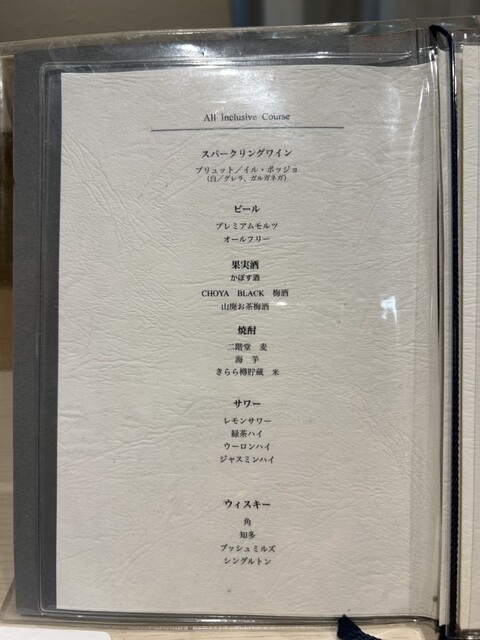 All Inclusive Course
スパークリングワイン
ブリュット／イル・ポッジョ
（白／グレラ、ガルガネガ）
ビール
プレミアムモルツ
オールフリー
果実酒
かぼす酒
CHOYA BLACK 梅酒
山廃お茶梅酒
焼酎
二階堂 麦
海 芋
きらら樽貯蔵 米
サワー
レモンサワー
緑茶ハイ
ウーロンハイ
ジャスミンハイ
ウィスキー
角
知多
ブッシュミルズ
シングルトン